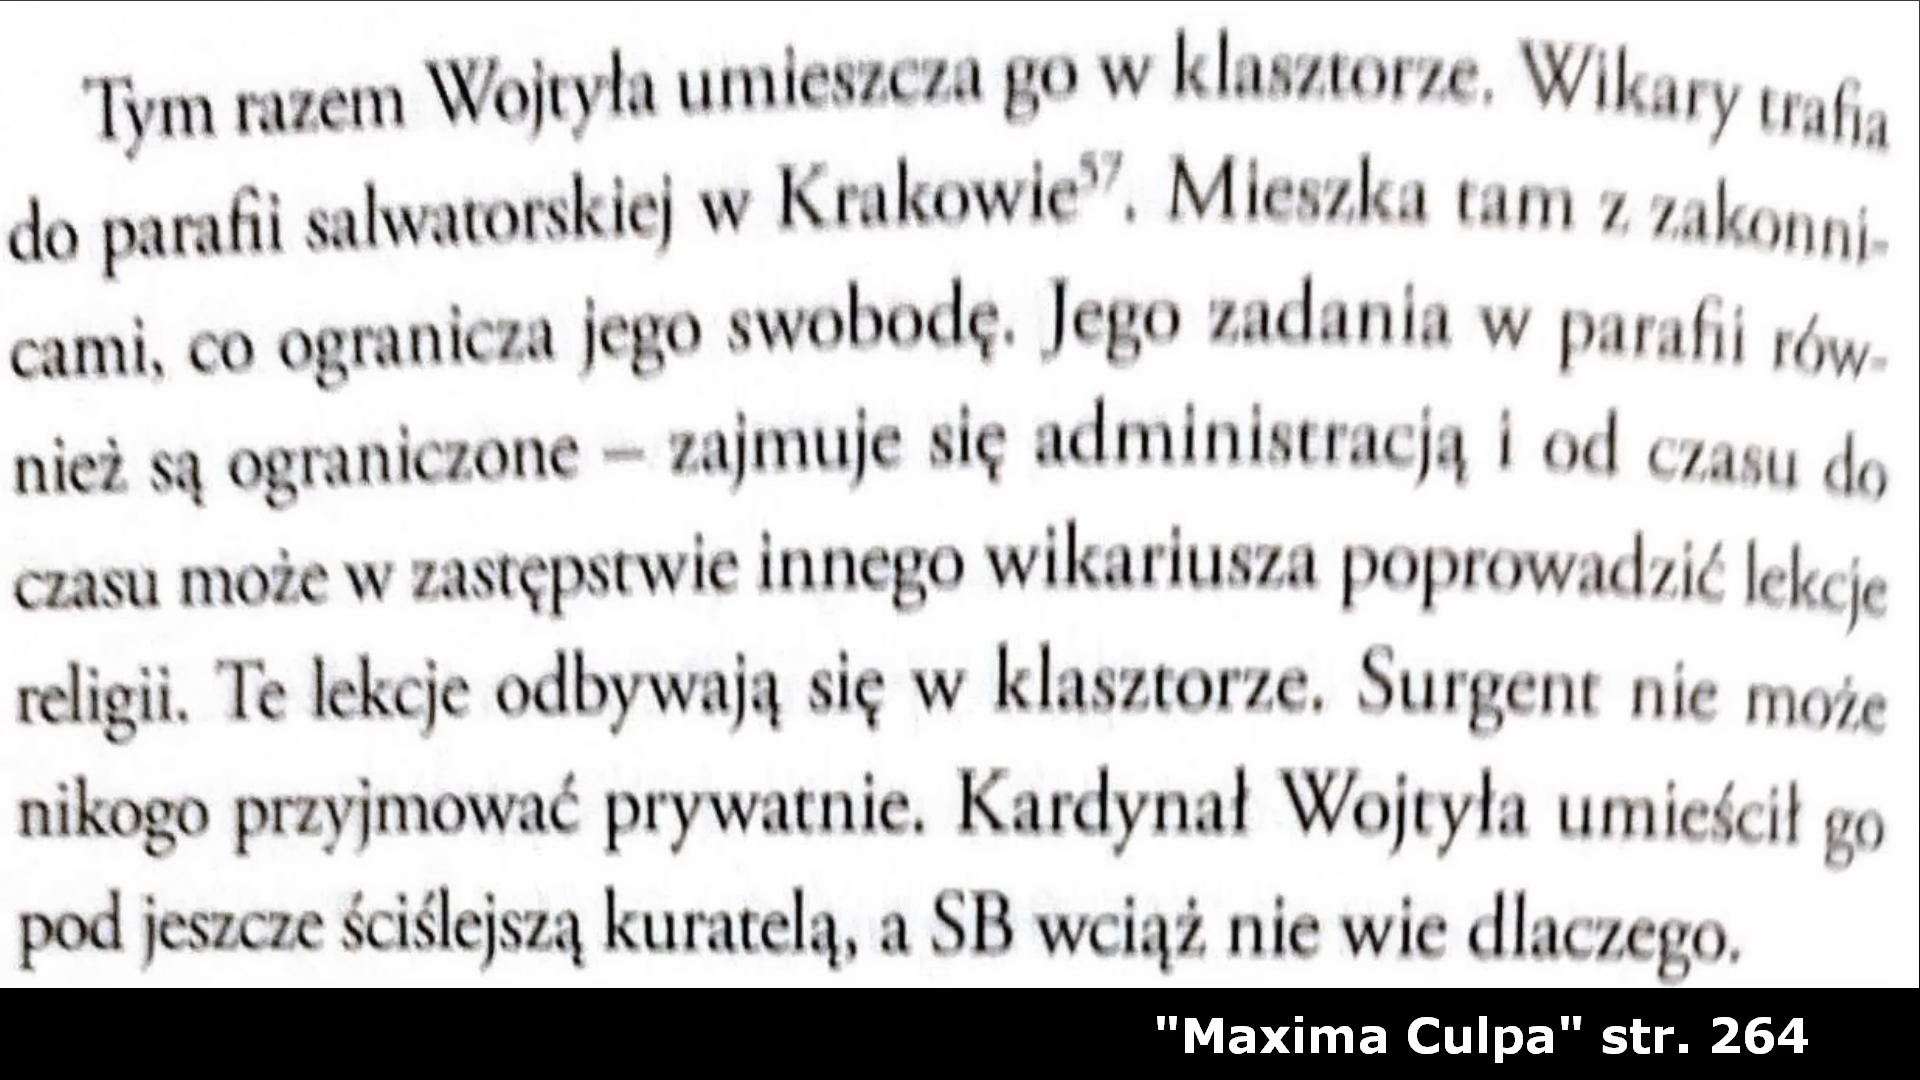 Tym razem Wojtyła umieszcza go w klasztorze. Wikary trafia
do parafii salwatorskiej w Krakowie⁵⁷. Mieszka tam z zakonni-
cami, co ogranicza jego swobodę. Jego zadania w parafii rów-
nież są ograniczone – zajmuje się administracją i od czasu do
czasu może w zastępstwie innego wikariusza poprowadzić lekcje
religii. Te lekcje odbywają się w klasztorze. Surgent nie może
nikogo przyjmować prywatnie. Kardynał Wojtyła umieścił go
pod jeszcze ściślejszą kuratelą, a SB wciąż nie wie dlaczego.
"Maxima Culpa" str. 264